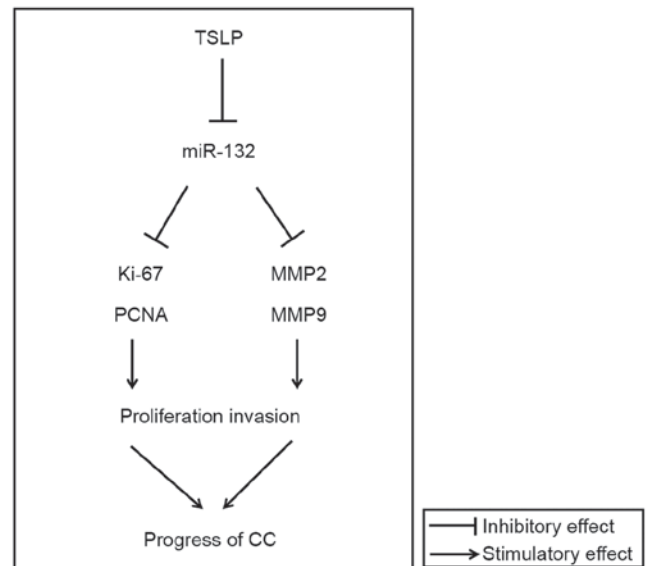 TSLP
miR-132
Ki-67 MMP2
PCNA MMP9
Proliferation invasion
Progress of CC
Inhibitory effect
Stimulatory effect